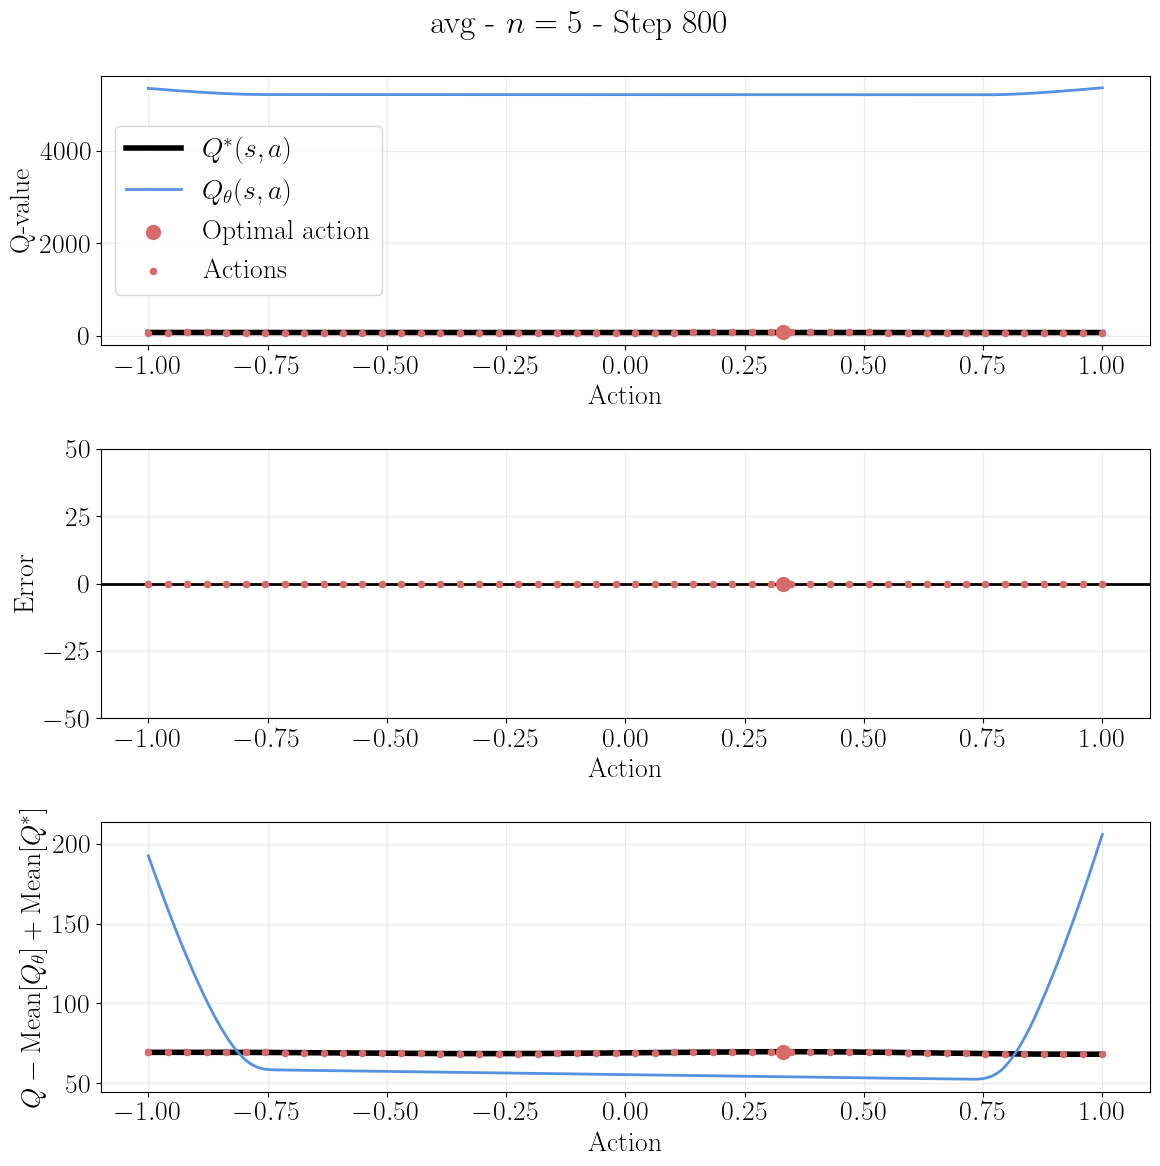 avg - n = 5 - Step 800
Q-value
4000
2000
0
Q*(s, a)
Qθ(s, a)
Optimal action
Actions
−1.00 −0.75 −0.50 −0.25 0.00 0.25 0.50 0.75 1.00
Action
Error
50
25
0
−25
−50
−1.00 −0.75 −0.50 −0.25 0.00 0.25 0.50 0.75 1.00
Action
Q − Mean[Qθ] + Mean[Q*]
200
150
100
50
−1.00 −0.75 −0.50 −0.25 0.00 0.25 0.50 0.75 1.00
Action